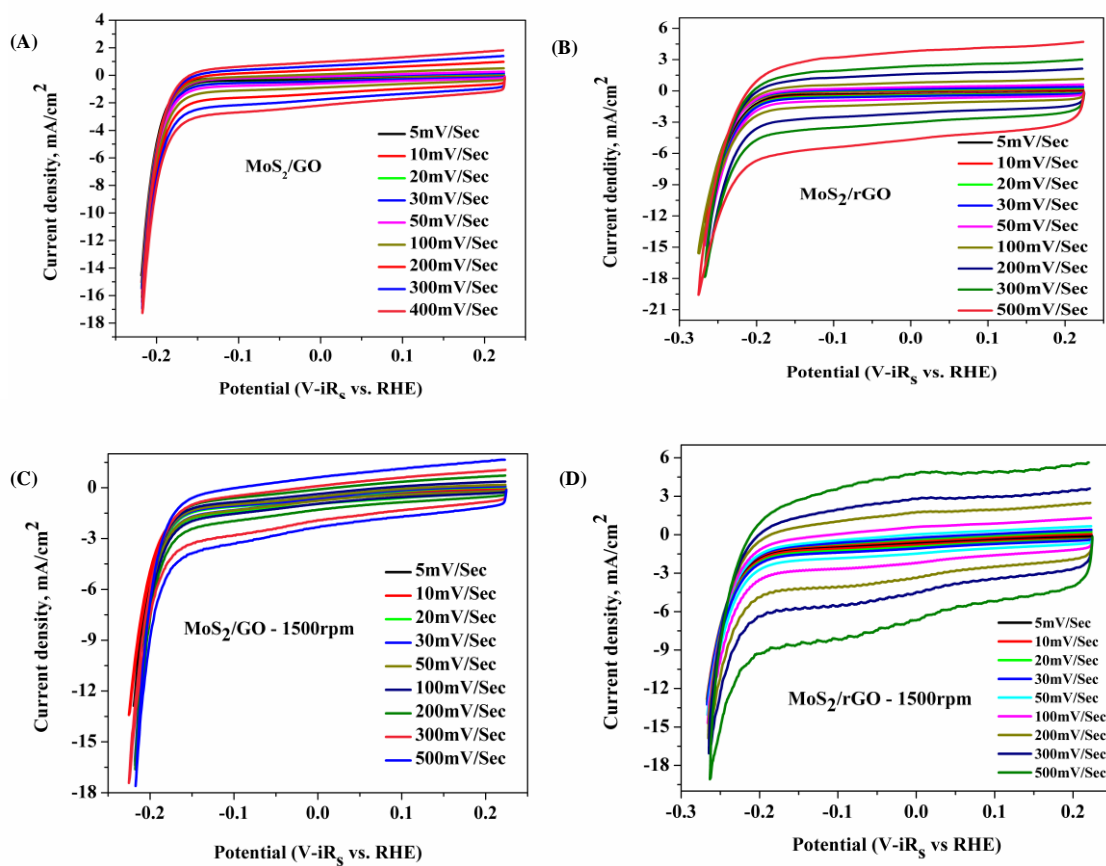 (A)
Current density, mA/cm2
4
2
0
-2
-4
-6
-8
-10
-12
-14
-16
-18
MoS2/GO
5mV/Sec
10mV/Sec
20mV/Sec
30mV/Sec
50mV/Sec
100mV/Sec
200mV/Sec
300mV/Sec
400mV/Sec
-0.2 -0.1 0.0 0.1 0.2
Potential (V-iRs vs. RHE)
(B)
Current dendity, mA/cm2
6
3
0
-3
-6
-9
-12
-15
-18
-21
MoS2/rGO
5mV/Sec
10mV/Sec
20mV/Sec
30mV/Sec
50mV/Sec
100mV/Sec
200mV/Sec
300mV/Sec
500mV/Sec
-0.3 -0.2 -0.1 0.0 0.1 0.2
Potential (V-iRs vs. RHE)
(C)
Current density, mA/cm2
0
-3
-6
-9
-12
-15
-18
MoS2/GO - 1500rpm
5mV/Sec
10mV/Sec
20mV/Sec
30mV/Sec
50mV/Sec
100mV/Sec
200mV/Sec
300mV/Sec
500mV/Sec
-0.2 -0.1 0.0 0.1 0.2
Potential (V-iRs vs. RHE)
(D)
Current density, mA/cm2
6
3
0
-3
-6
-9
-12
-15
-18
MoS2/rGO - 1500rpm
5mV/Sec
10mV/Sec
20mV/Sec
30mV/Sec
50mV/Sec
100mV/Sec
200mV/Sec
300mV/Sec
500mV/Sec
-0.3 -0.2 -0.1 0.0 0.1 0.2
Potential (V-iRs vs RHE)